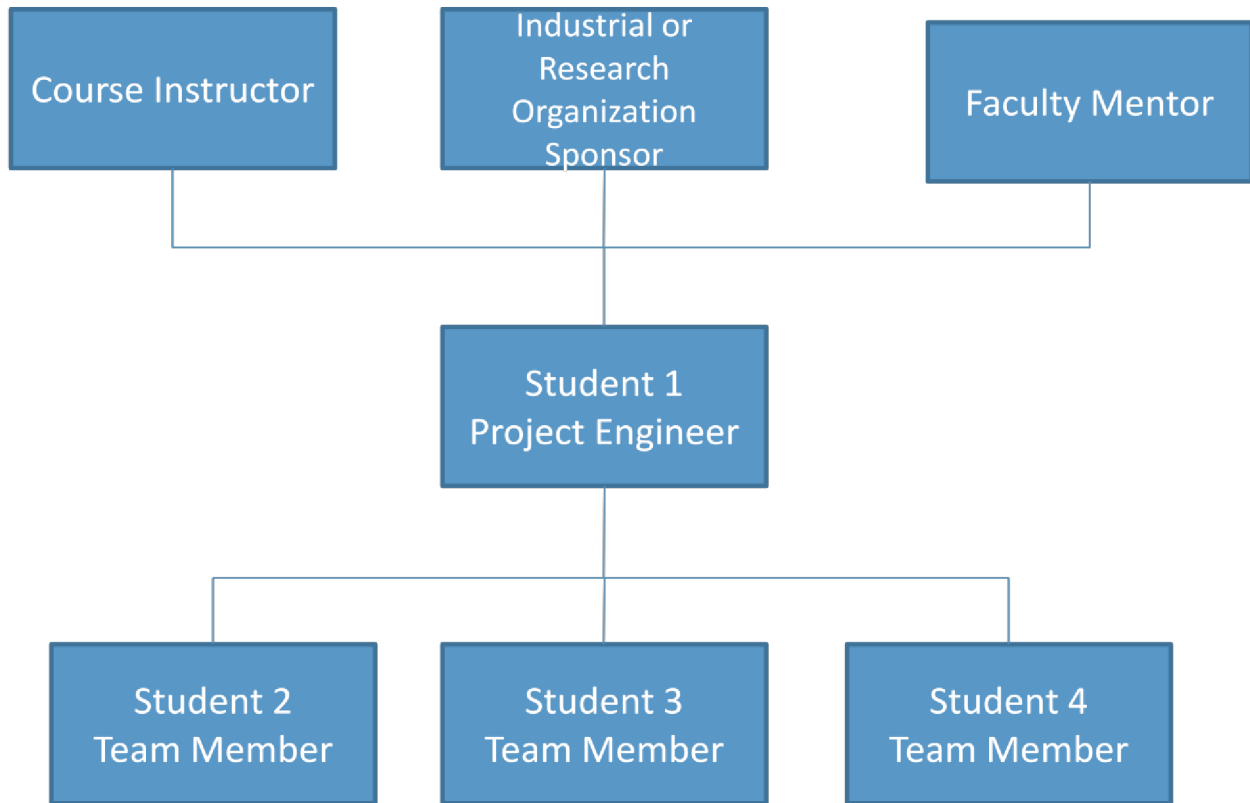 Course Instructor
Industrial or
Research
Organization
Sponsor
Faculty Mentor
Student 1
Project Engineer
Student 2
Team Member
Student 3
Team Member
Student 4
Team Member